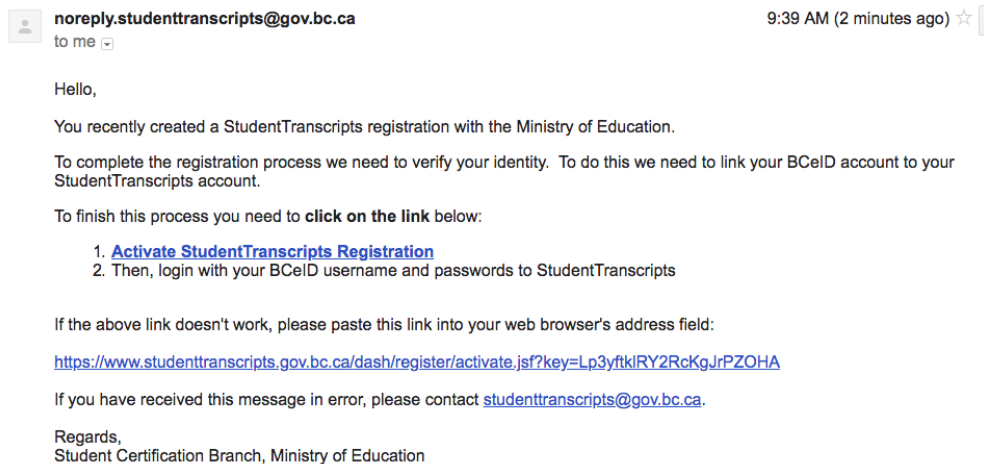 noreply.studenttranscripts@gov.bc.ca 9:39 AM (2 minutes ago)
to me
Hello,
You recently created a StudentTranscripts registration with the Ministry of Education.
To complete the registration process we need to verify your identity.  To do this we need to link your BCeID account to your
StudentTranscripts account.
To finish this process you need to click on the link below:
1. Activate StudentTranscripts Registration
2. Then, login with your BCeID username and passwords to StudentTranscripts
If the above link doesn't work, please paste this link into your web browser's address field:
https://www.studenttranscripts.gov.bc.ca/dash/register/activate.jsf?key=Lp3yftklRY2RcKgJrPZOHA
If you have received this message in error, please contact studenttranscripts@gov.bc.ca.
Regards,
Student Certification Branch, Ministry of Education